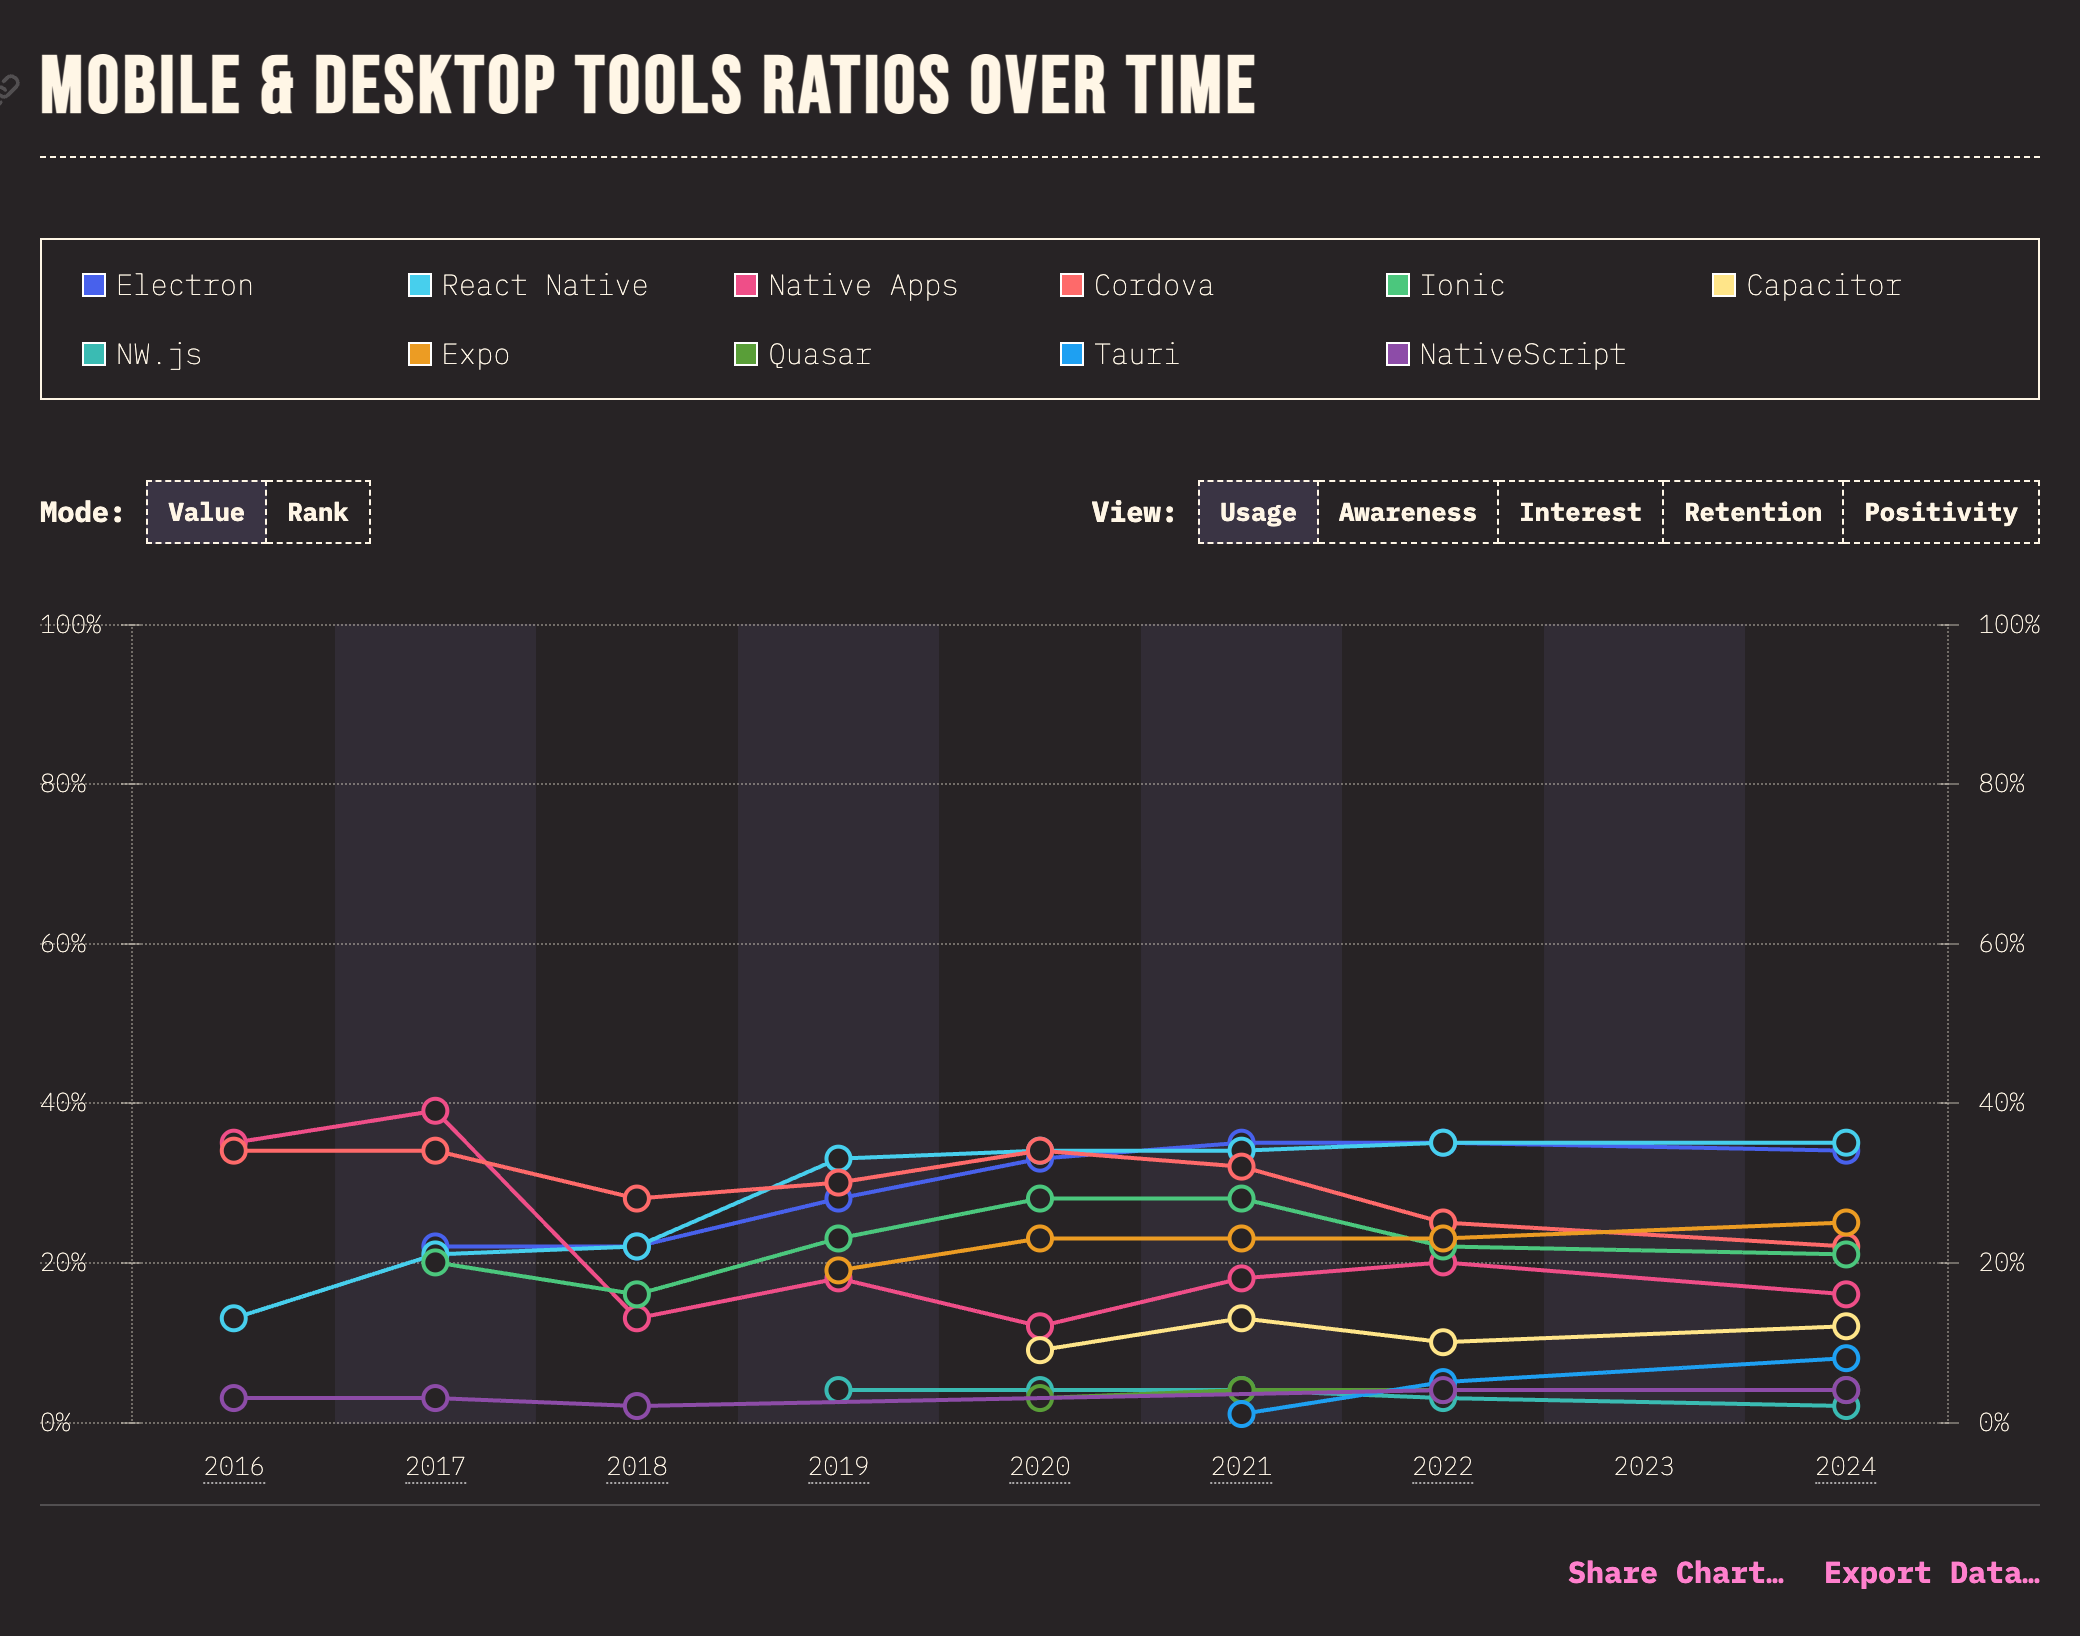 MOBILE & DESKTOP TOOLS RATIOS OVER TIME
Electron React Native Native Apps Cordova Ionic Capacitor
NW.js Expo Quasar Tauri NativeScript
Mode: Value Rank View: Usage Awareness Interest Retention Positivity
100% 100%
80% 80%
60% 60%
40% 40%
20% 20%
0% 0%
2016 2017 2018 2019 2020 2021 2022 2023 2024
Share Chart… Export Data…